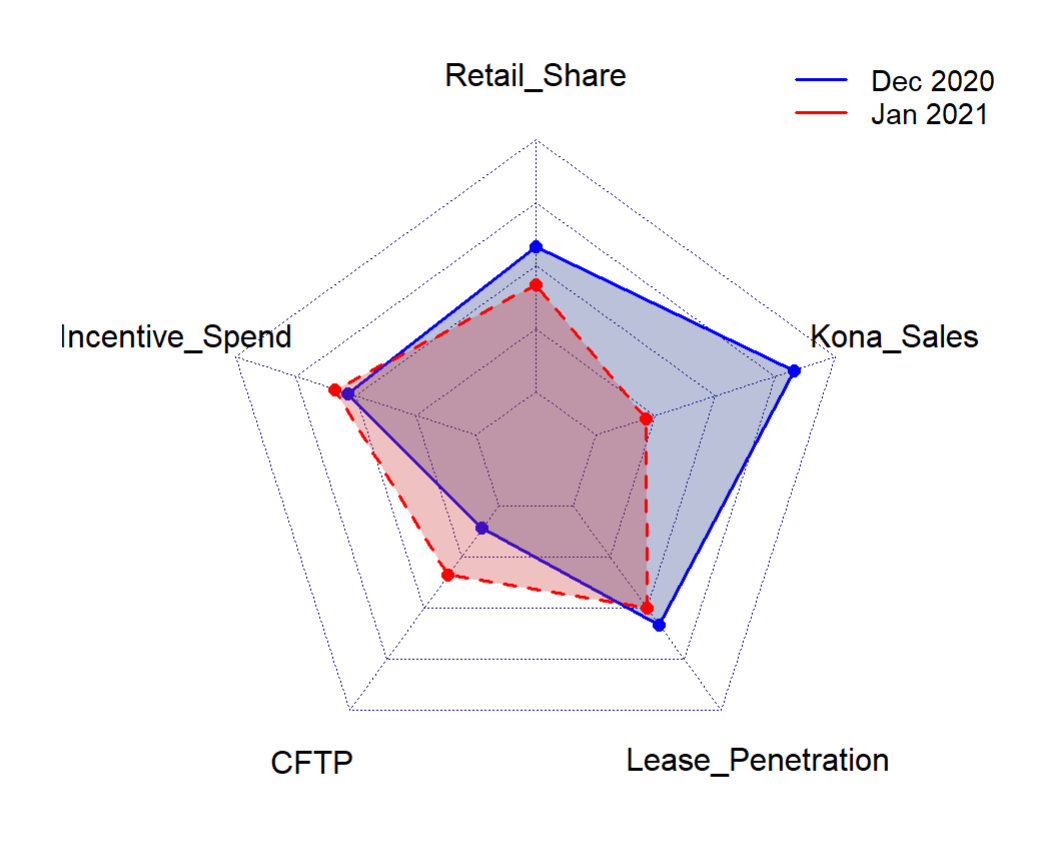 Retail_Share
Dec 2020
Jan 2021
Incentive_Spend
Kona_Sales
CFTP
Lease_Penetration